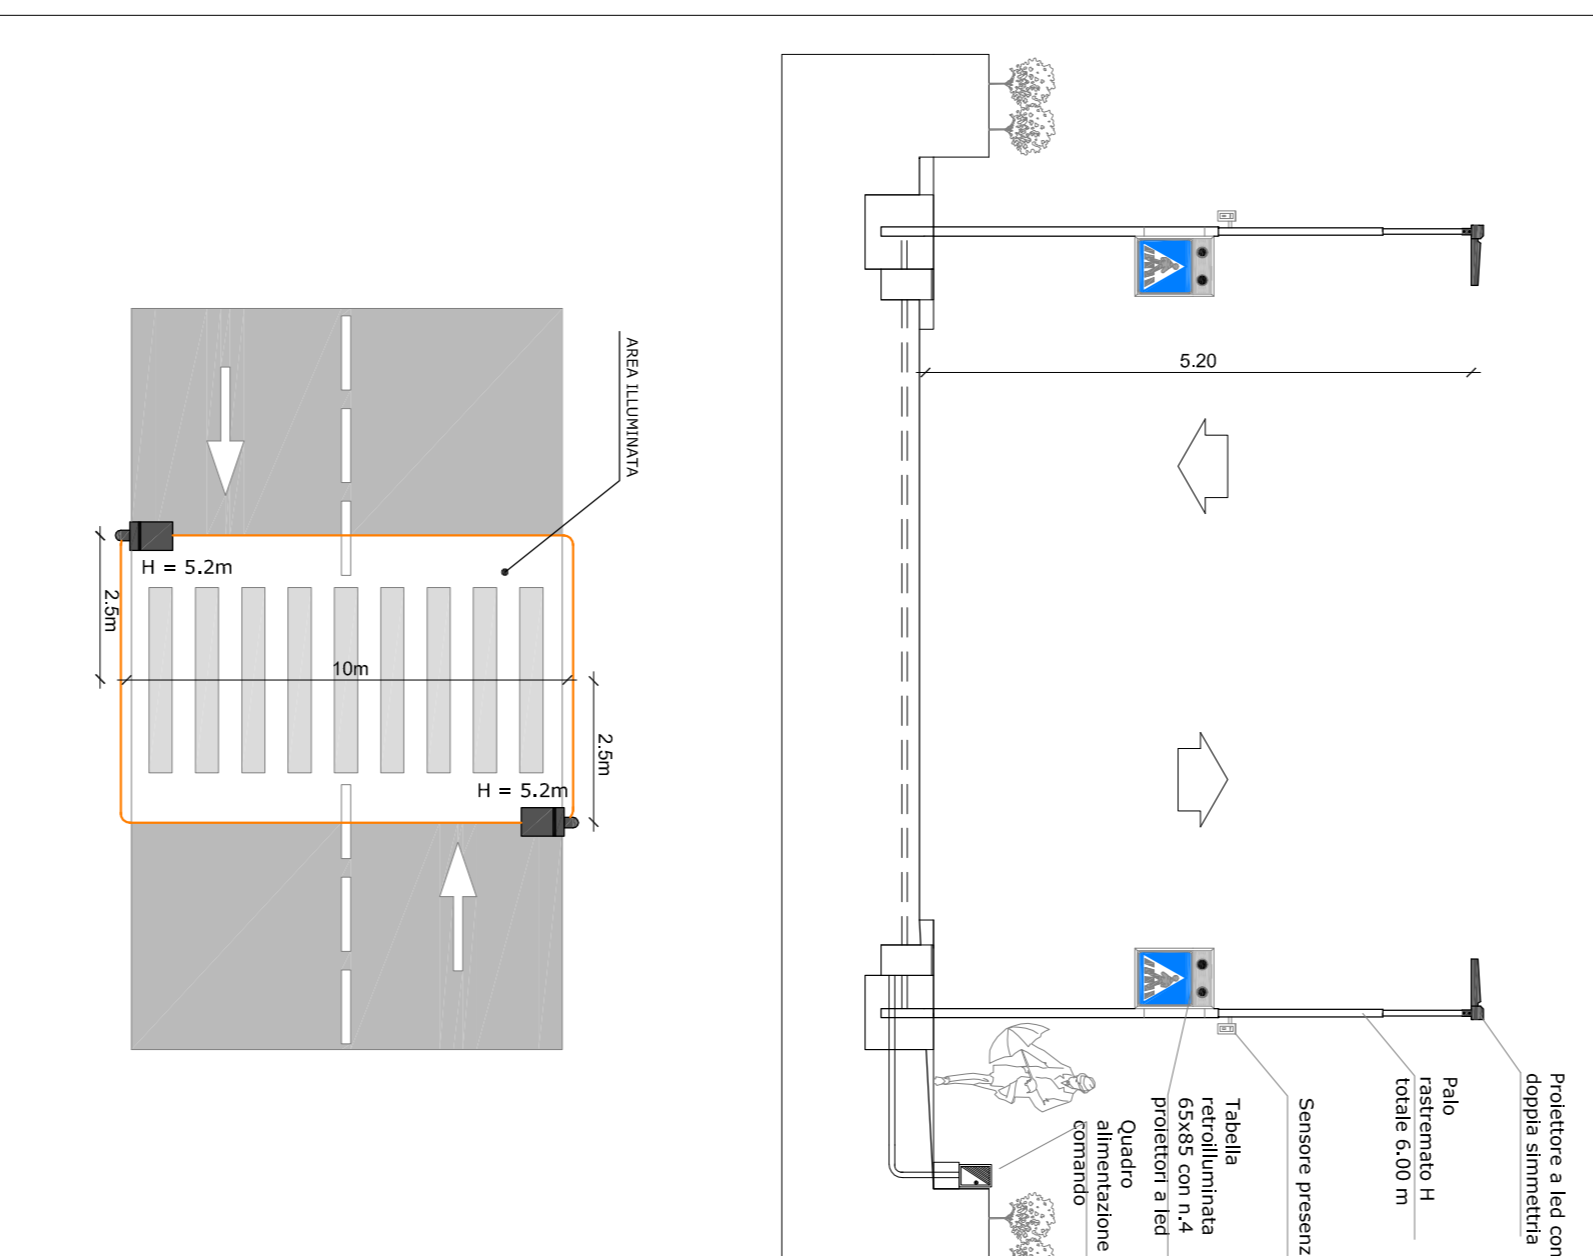 AREA ILLUMINATA
H = 5.2m
2.5m
10m
2.5m
H = 5.2m
5.20
Proiettore a led con
doppia simmettria
Palo
rastremato H
totale 6.00 m
Sensore presenz
Tabella
retroilluminata
65x85 con n.4
proiettori a led
Quadro
alimentazione
comando